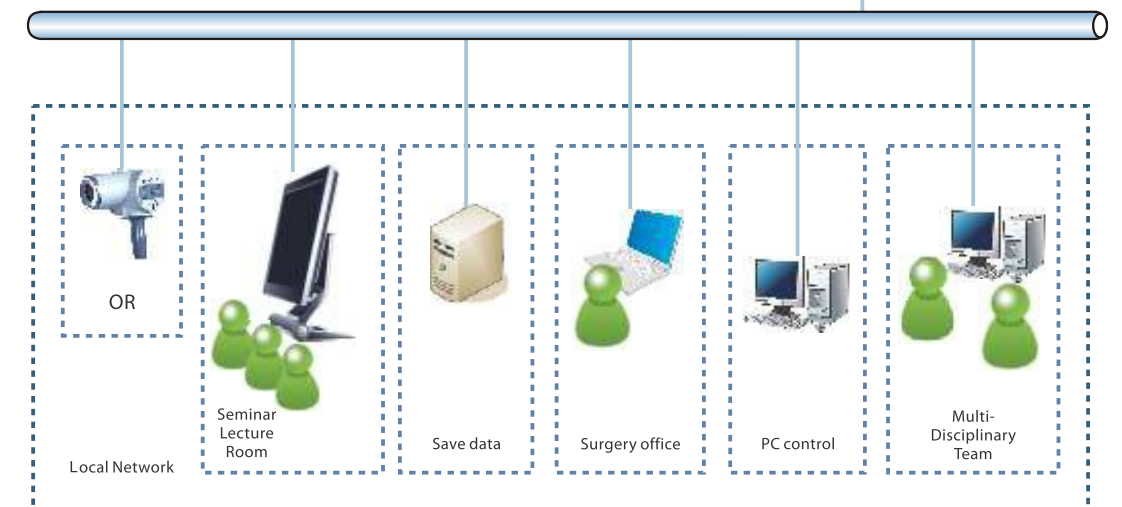 OR
Local Network
Seminar
Lecture
Room
Save data
Surgery office
PC control
Multi-
Disciplinary
Team